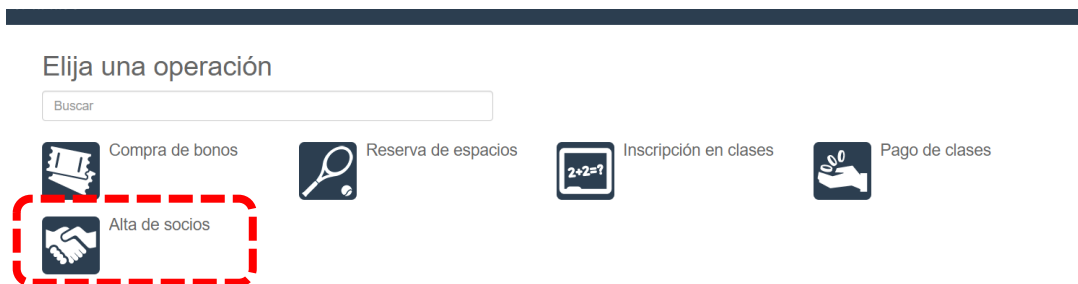 Elija una operación
Buscar
Compra de bonos
Reserva de espacios
2+2=?
Inscripción en clases
Pago de clases
Alta de socios